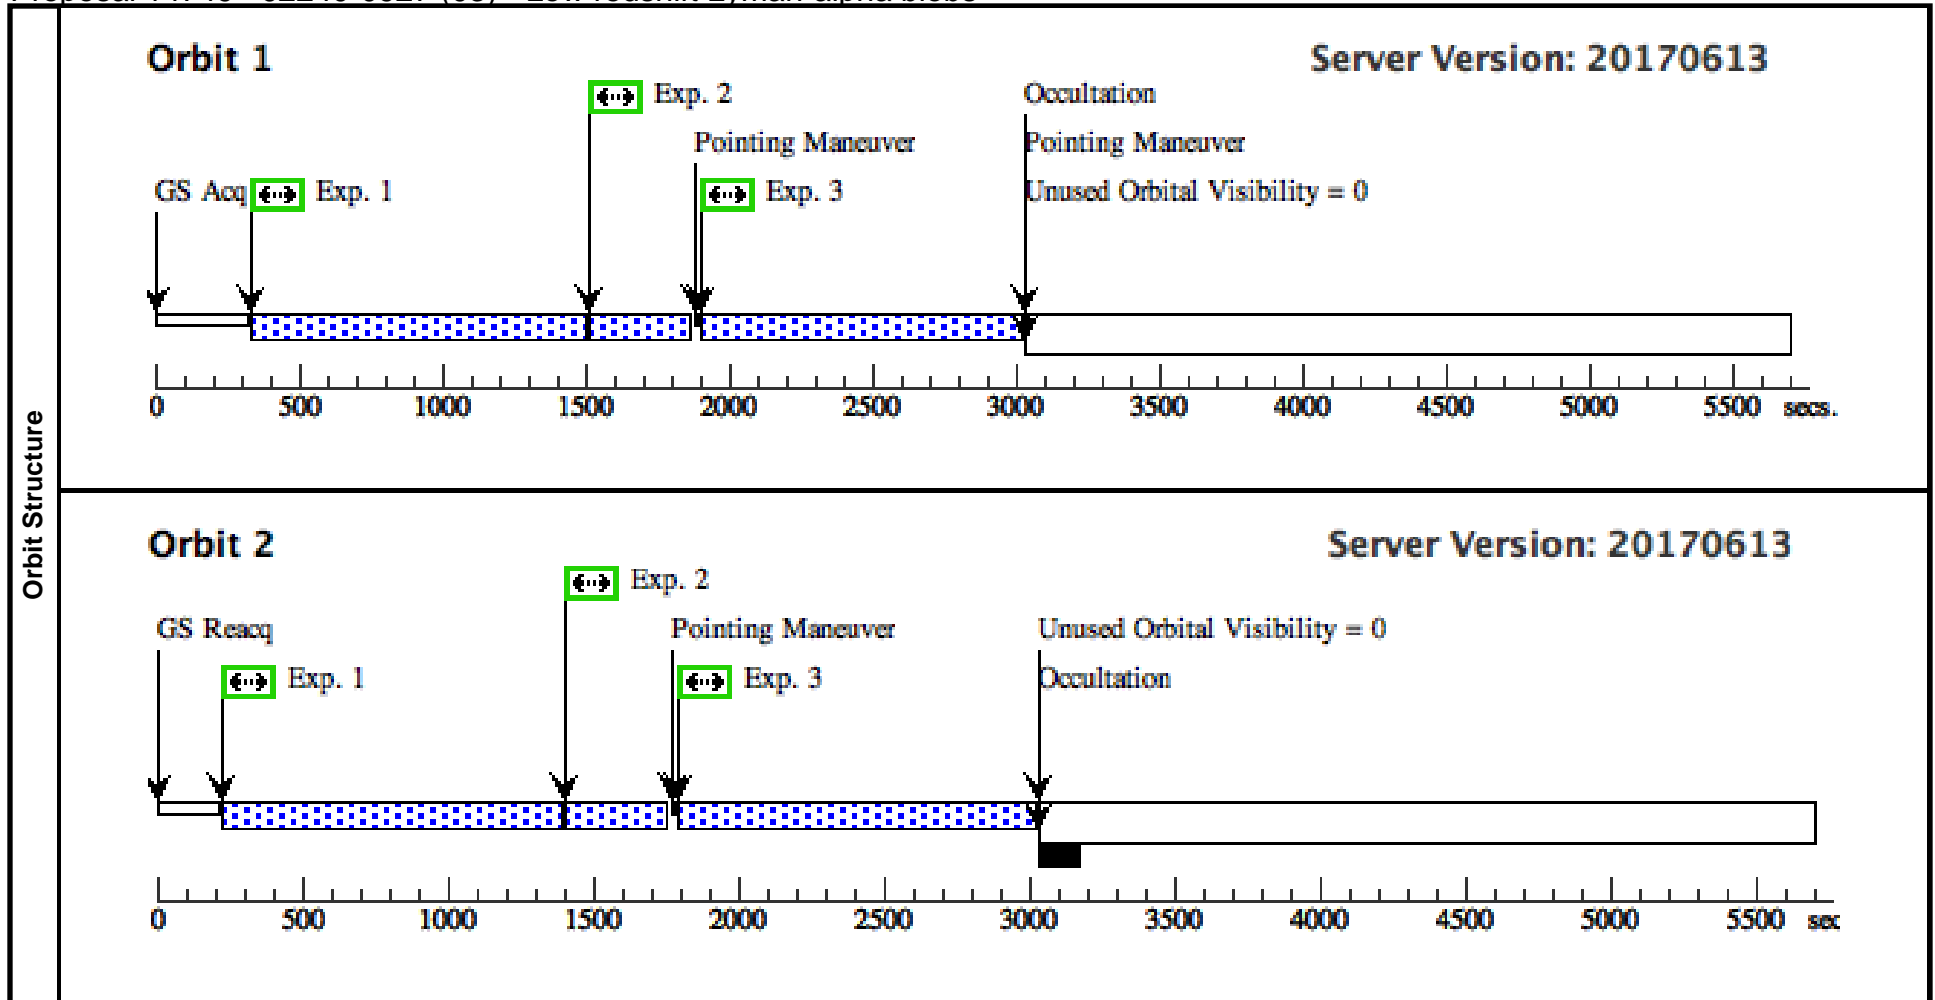 Orbit Structure
Orbit 1
Server Version: 20170613
Exp. 2
Occultation
Pointing Maneuver
Pointing Maneuver
GS Acq
Exp. 1
Exp. 3
Unused Orbital Visibility = 0
0 500 1000 1500 2000 2500 3000 3500 4000 4500 5000 5500 secs.
Orbit 2
Server Version: 20170613
Exp. 2
GS Reacq
Pointing Maneuver
Unused Orbital Visibility = 0
Exp. 1
Exp. 3
Occultation
0 500 1000 1500 2000 2500 3000 3500 4000 4500 5000 5500 sec